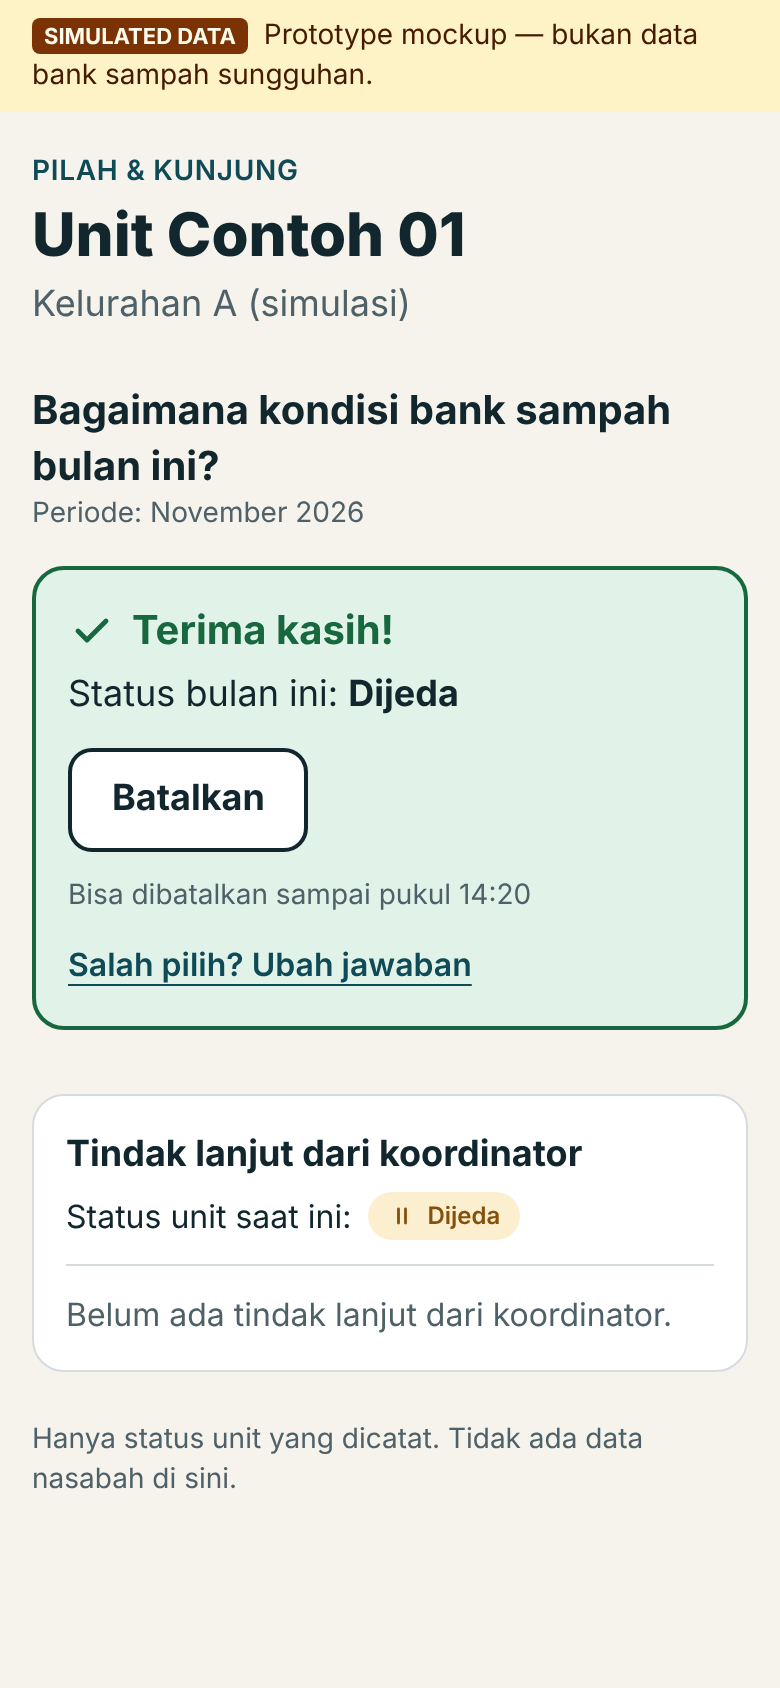 SIMULATED DATA Prototype mockup — bukan data
bank sampah sungguhan.
PILAH & KUNJUNG
Unit Contoh 01
Kelurahan A (simulasi)
Bagaimana kondisi bank sampah
bulan ini?
Periode: November 2026
Terima kasih!
Status bulan ini: Dijeda
Batalkan
Bisa dibatalkan sampai pukul 14:20
Salah pilih? Ubah jawaban
Tindak lanjut dari koordinator
Status unit saat ini: Dijeda
Belum ada tindak lanjut dari koordinator.
Hanya status unit yang dicatat. Tidak ada data
nasabah di sini.